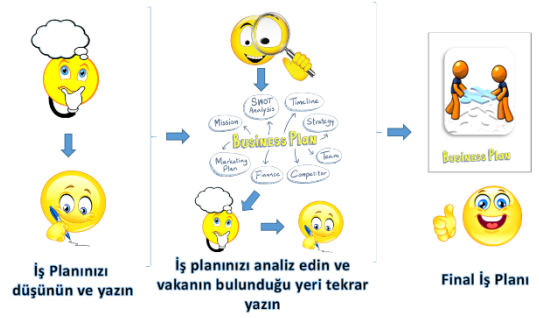 SWOT
Analysis
Timeline
Mission
Strategy
Business Plan
Marketing
Plan
Team
Finance
Competitor
Business Plan
İş Planınızı
düşünün ve yazın
İş planınızı analiz edin ve
vakanın bulunduğu yeri tekrar
yazın
Final İş Planı